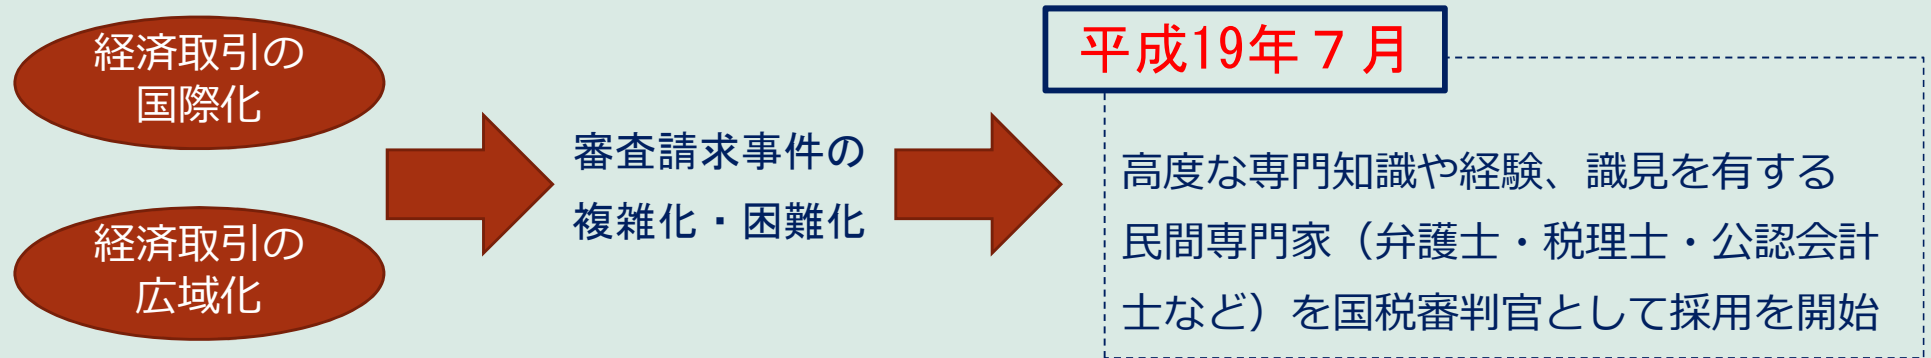 経済取引の
国際化
経済取引の
広域化
審査請求事件の
複雑化・困難化
平成19年７月
高度な専門知識や経験、識見を有する
民間専門家（弁護士・税理士・公認会計
士など）を国税審判官として採用を開始